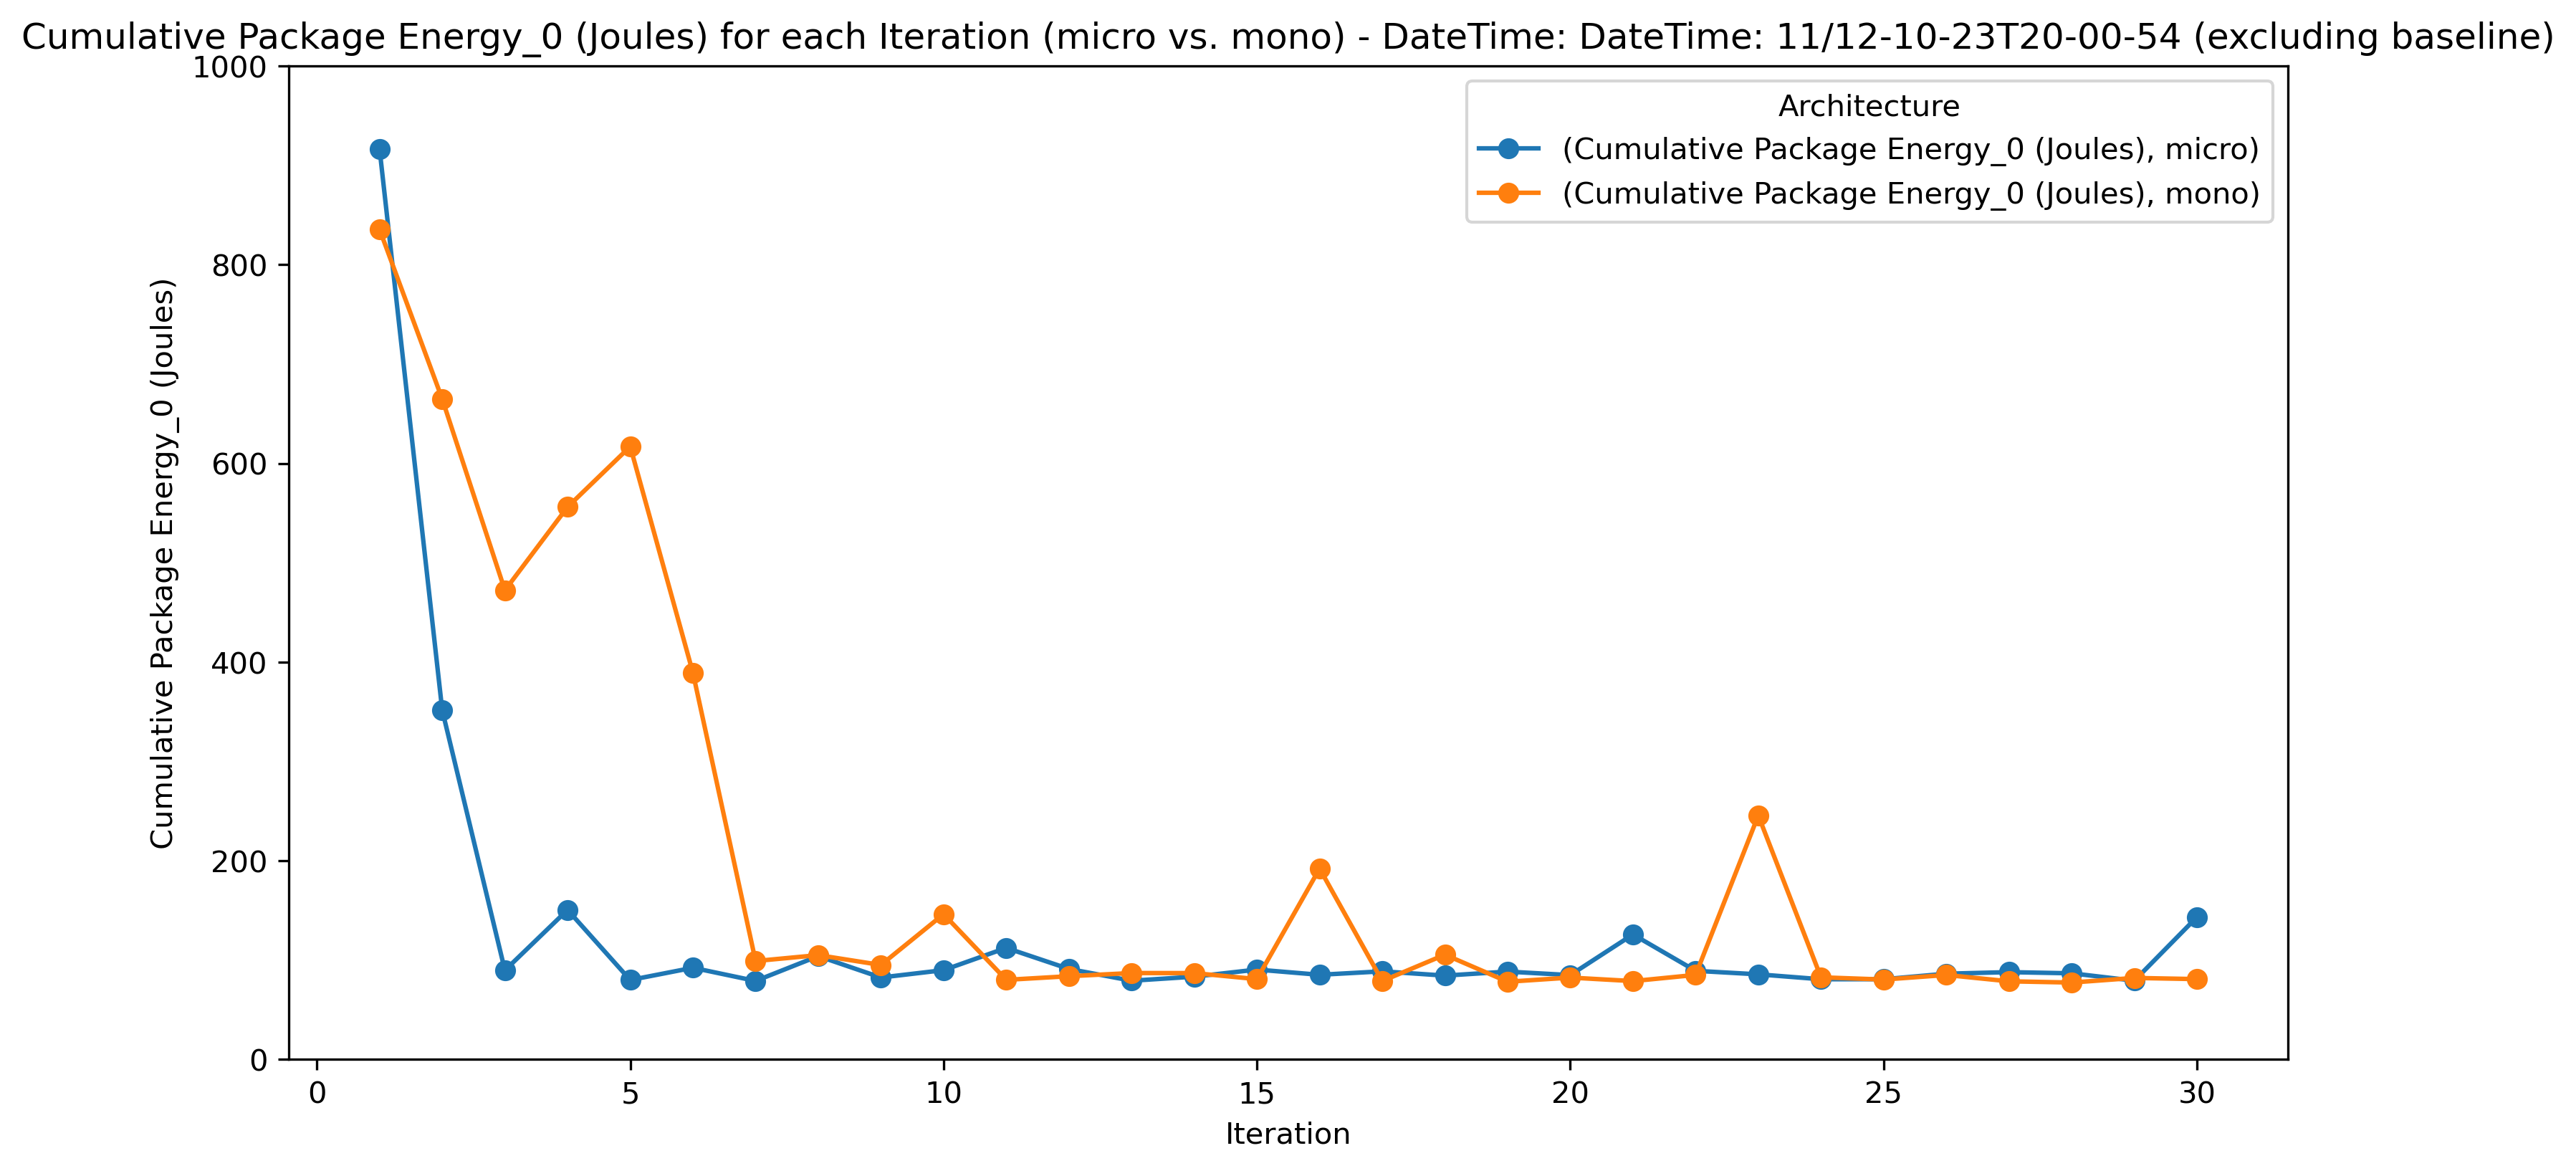 Cumulative Package Energy_0 (Joules) for each Iteration (micro vs. mono) - DateTime: DateTime: 11/12-10-23T20-00-54 (excluding baseline)
Architecture
(Cumulative Package Energy_0 (Joules), micro)
(Cumulative Package Energy_0 (Joules), mono)
Cumulative Package Energy_0 (Joules)
1000
800
600
400
200
0
0 5 10 15 20 25 30
Iteration